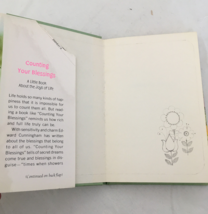 Counting
Your Blessings
A Little Book
About the Joys of Life
Life holds so many times of hap-
piness that it is impossible for
us to count them all. But read-
ing a book like "Counting Your
Blessings" reminds us how rich
and full life truly can be.
With sensitivity and charm Ed-
ward Cunningham has written
about the blessings that belong
to all of us. "Counting Your
Blessings" tells of secret dreams
come true and blessings in dis-
guise—"times when showers
(Continued on back flap)